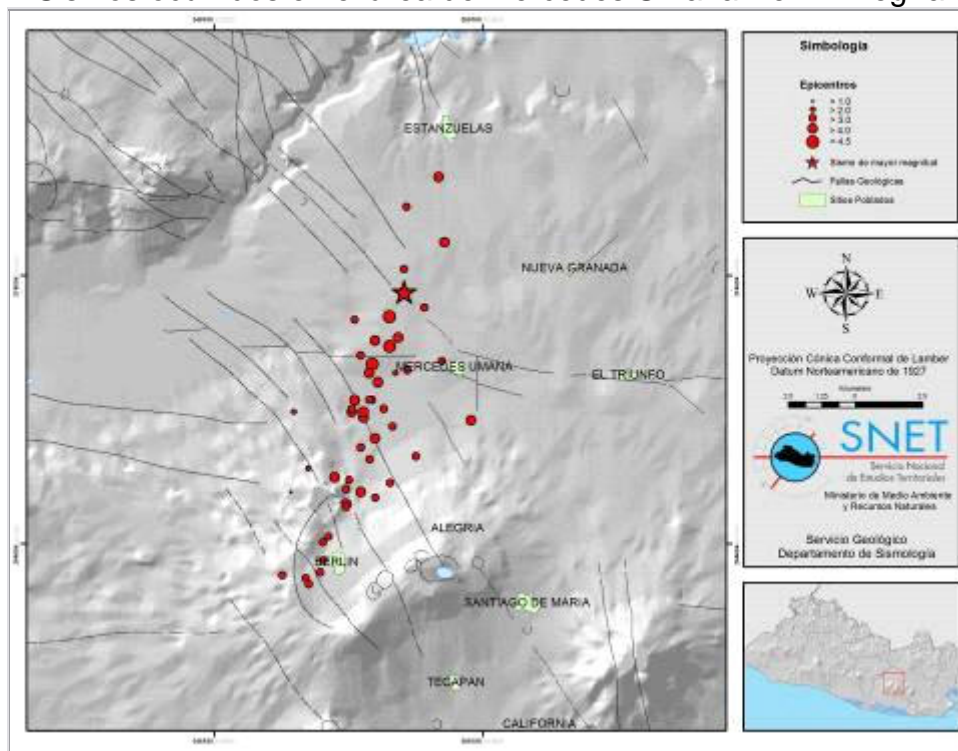 ESTANZUELAS
NUEVA GRANADA
MERCEDES UMAÑA
EL TRIUNFO
ALEGRIA
BERLIN
SANTIAGO DE MARIA
TECAPAN
CALIFORNIA
Simbología
Epicentros
> 1.0
> 2.0
> 3.0
> 4.0
= 4.5
Sismo de mayor magnitud
Fallas Geológicas
Sitios Poblados
N
W E
S
Proyección Cónica Conformal de Lamber
Datum Norteamericano de 1927
SNET
Servicio Nacional
de Estudios Territoriales
Ministerio de Medio Ambiente
y Recursos Naturales
Servicio Geológico
Departamento de Sismología